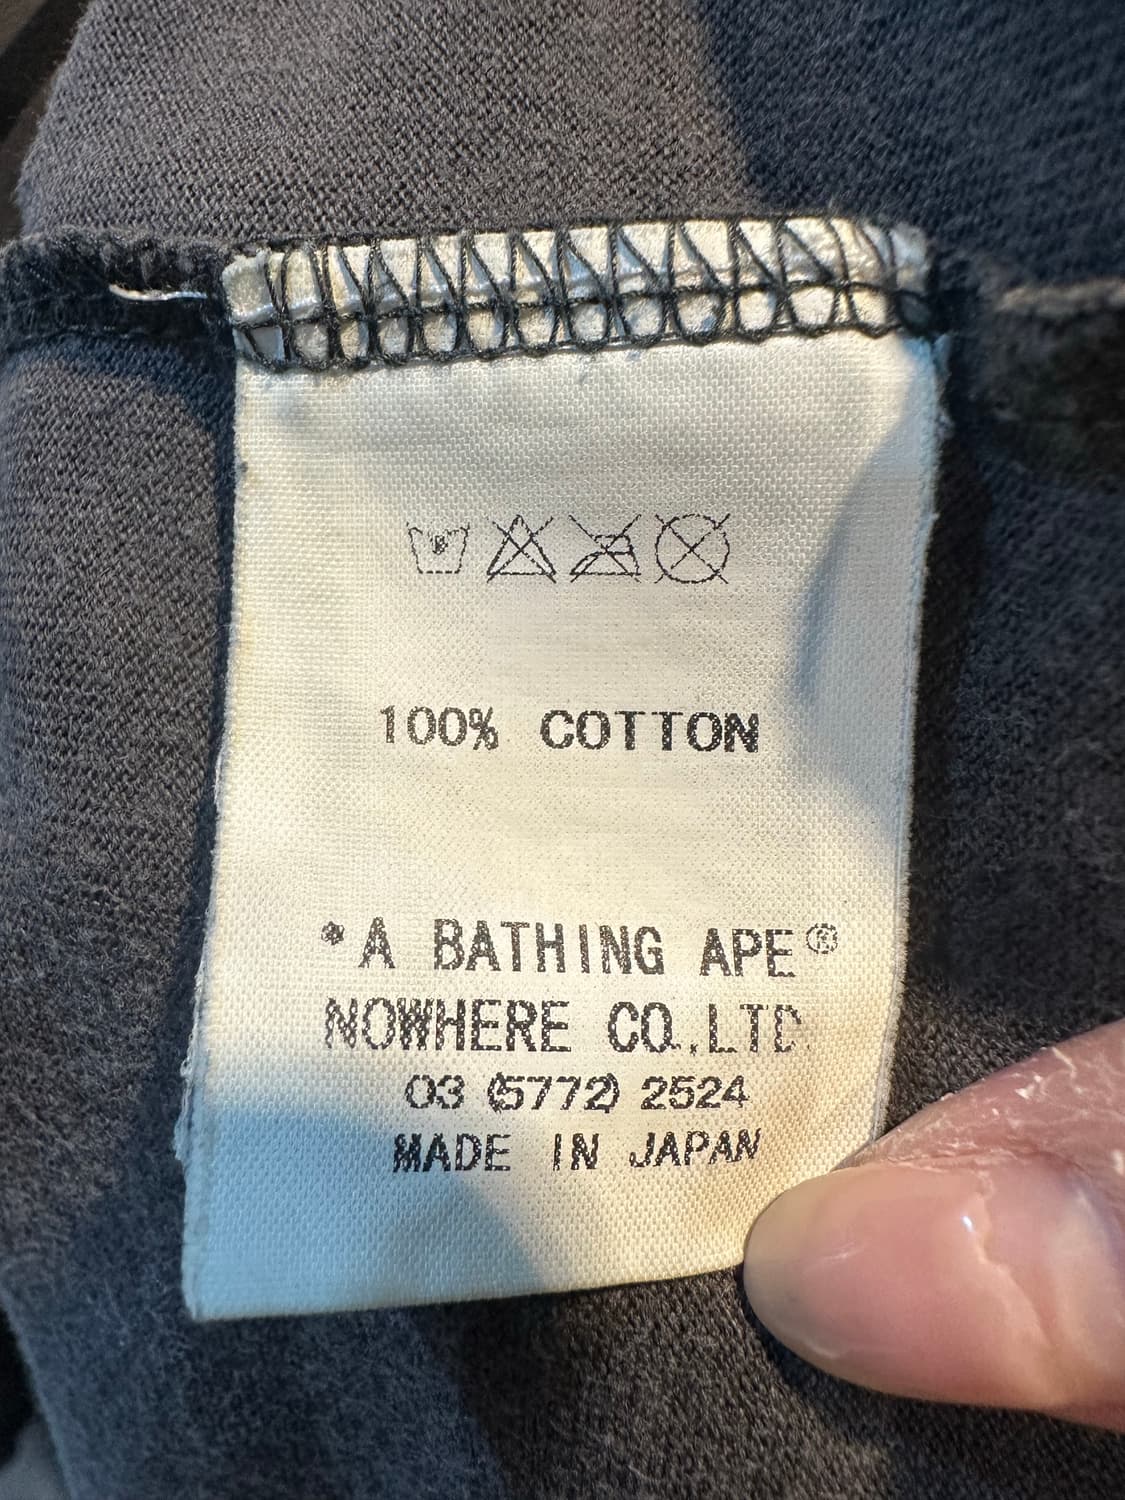 100% COTTON
*A BATHING APE®
NOWHERE CO.,LTD.
03 (5772) 2524
MADE IN JAPAN